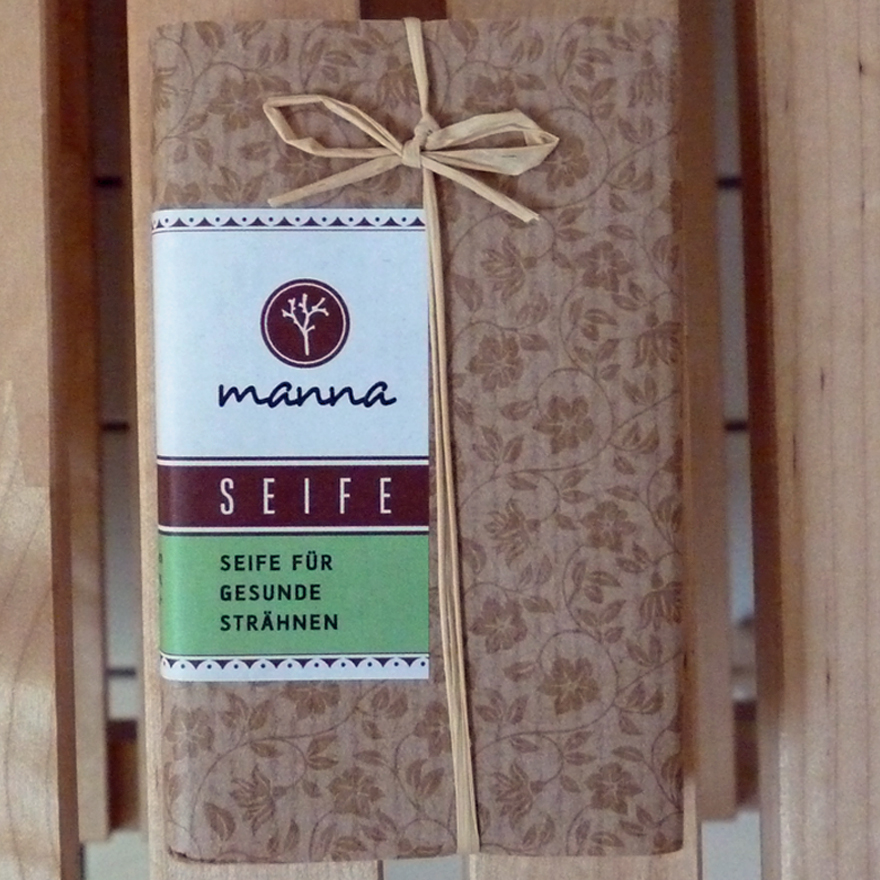 manna
SEIFE
SEIFE FÜR
GESUNDE
STRÄHNEN